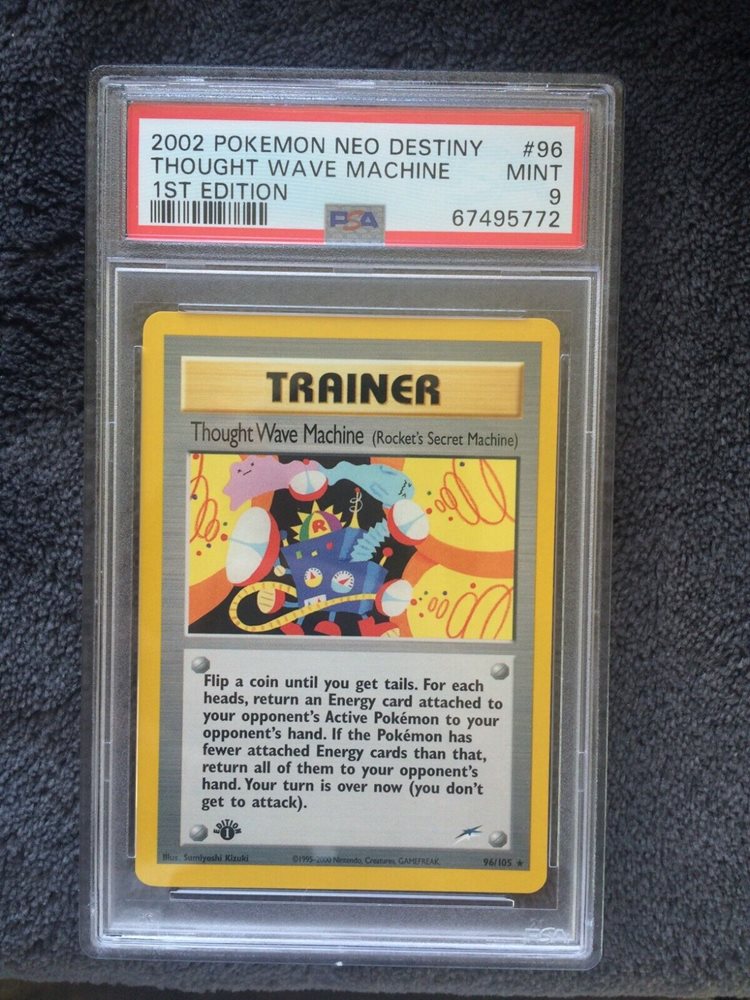 2002 POKEMON NEO DESTINY #96
THOUGHT WAVE MACHINE MINT
1ST EDITION 9
PSA 67495772
TRAINER
Thought Wave Machine (Rocket's Secret Machine)
R
Flip a coin until you get tails. For each
heads, return an Energy card attached to
your opponent's Active Pokémon to your
opponent's hand. If the Pokémon has
fewer attached Energy cards than that,
return all of them to your opponent's
hand. Your turn is over now (you don't
get to attack).
EDITION
1
Illus. Sumiyoshi Kizuki ©1995-2000 Nintendo, Creatures, GAMEFREAK. 96/105 ★
PSA